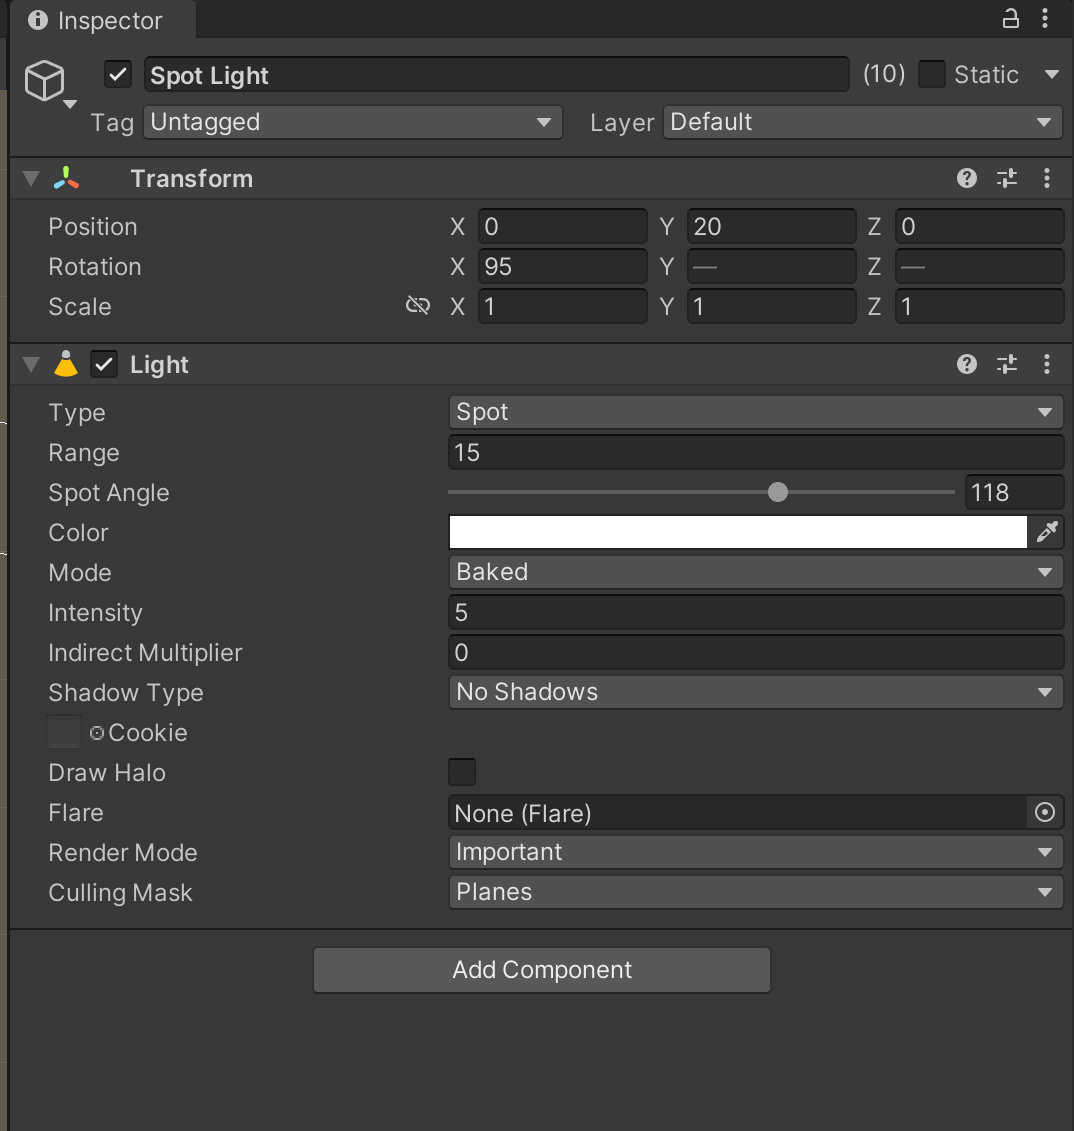 Inspector
Spot Light (10) Static
Tag Untagged Layer Default
Transform
Position X 0 Y 20 Z 0
Rotation X 95 Y — Z —
Scale X 1 Y 1 Z 1
Light
Type Spot
Range 15
Spot Angle 118
Color
Mode Baked
Intensity 5
Indirect Multiplier 0
Shadow Type No Shadows
Cookie
Draw Halo
Flare None (Flare)
Render Mode Important
Culling Mask Planes
Add Component